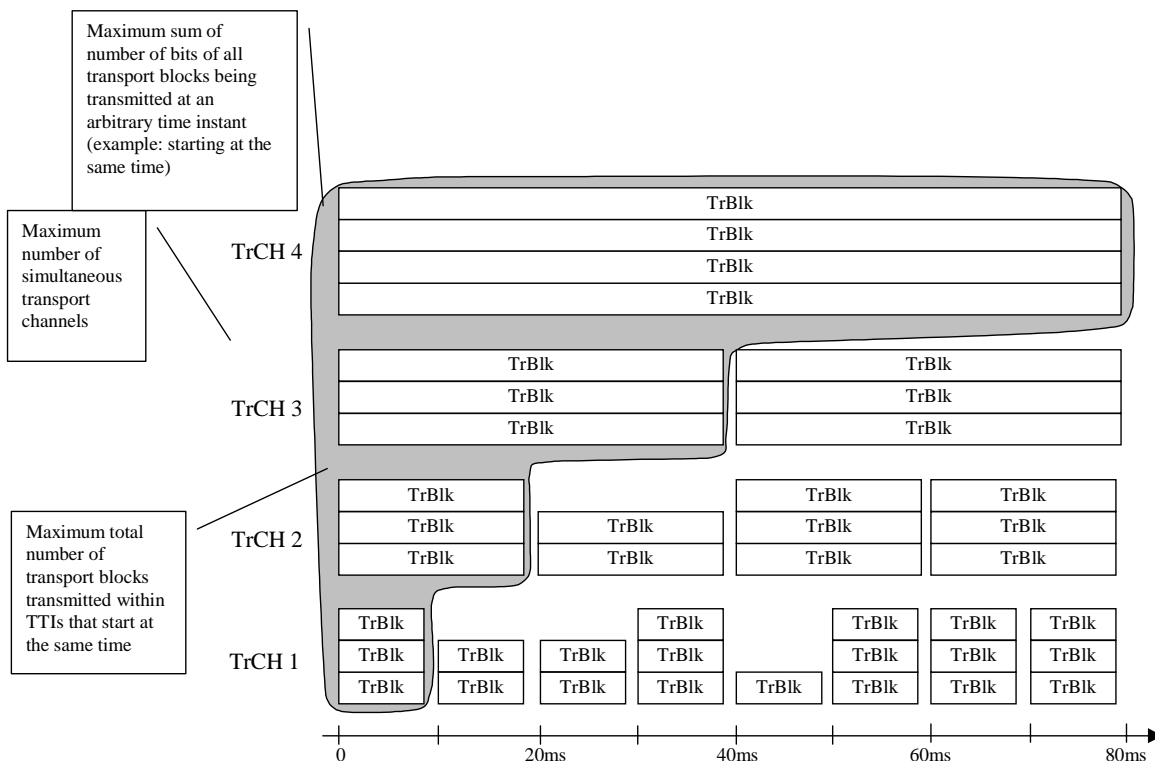 Maximum sum of
number of bits of all
transport blocks being
transmitted at an
arbitrary time instant
(example: starting at the
same time)
Maximum
number of
simultaneous
transport
channels
TrCH 4
TrBlk
TrBlk
TrBlk
TrBlk
TrCH 3
TrBlk TrBlk
TrBlk TrBlk
TrBlk TrBlk
Maximum total
number of
transport blocks
transmitted within
TTIs that start at
the same time
TrCH 2
TrBlk TrBlk TrBlk
TrBlk TrBlk TrBlk TrBlk
TrBlk TrBlk TrBlk TrBlk
TrCH 1
TrBlk TrBlk TrBlk TrBlk TrBlk
TrBlk TrBlk TrBlk TrBlk TrBlk TrBlk TrBlk
TrBlk TrBlk TrBlk TrBlk TrBlk TrBlk TrBlk TrBlk
0 20ms 40ms 60ms 80ms